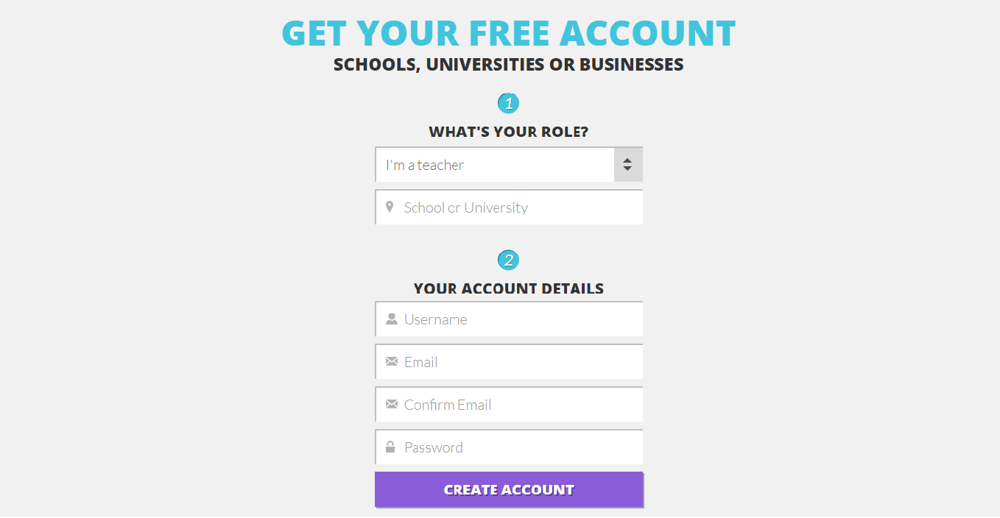 GET YOUR FREE ACCOUNT
SCHOOLS, UNIVERSITIES OR BUSINESSES
1
WHAT'S YOUR ROLE?
I'm a teacher
School or University
2
YOUR ACCOUNT DETAILS
Username
Email
Confirm Email
Password
CREATE ACCOUNT